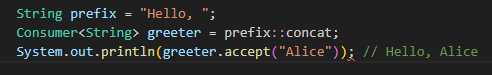 String prefix = "Hello, ";
Consumer<String> greeter = prefix::concat;
System.out.println(greeter.accept("Alice")); // Hello, Alice